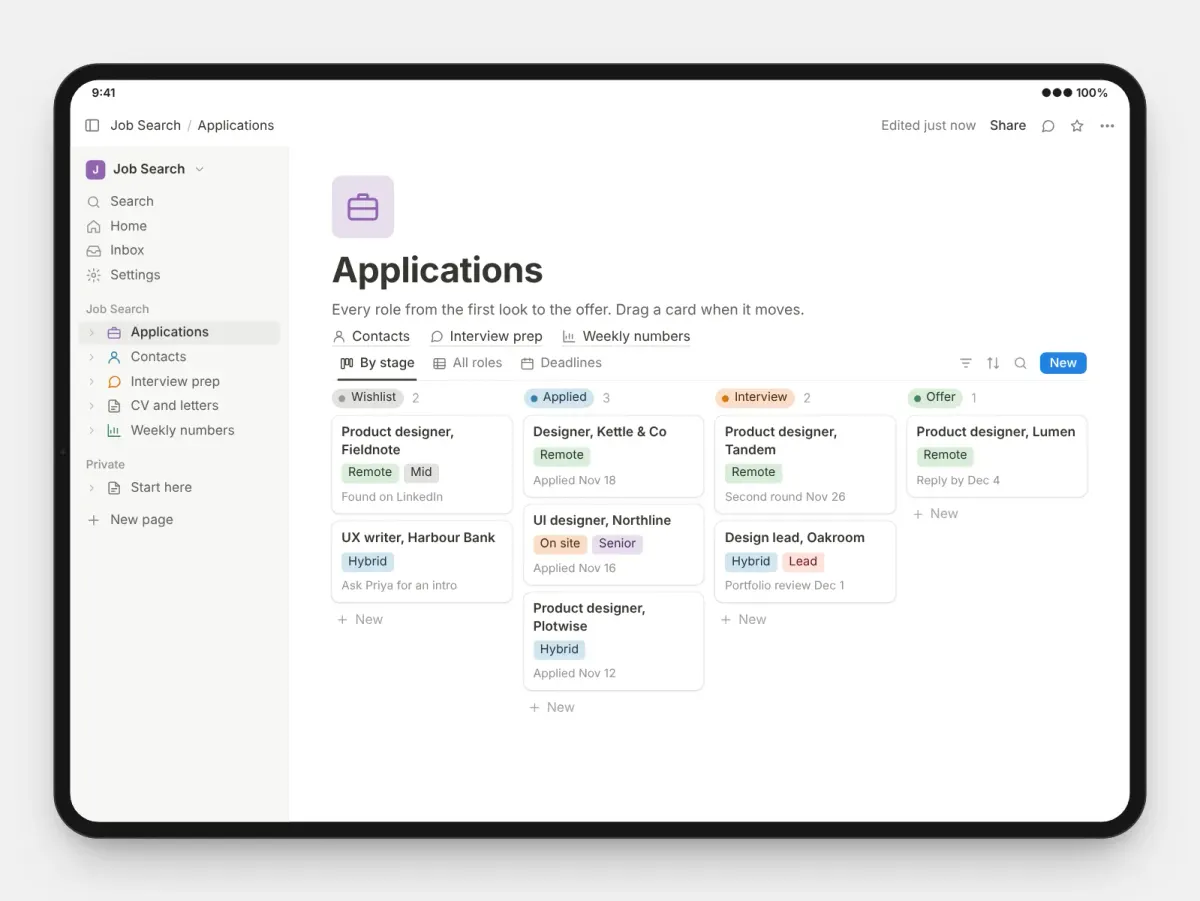 9:41
100%
Job Search / Applications
Edited just now
Share
J
Job Search
Search
Home
Inbox
Settings
Job Search
Applications
Contacts
Interview prep
CV and letters
Weekly numbers
Private
Start here
New page
Applications
Every role from the first look to the offer. Drag a card when it moves.
Contacts
Interview prep
Weekly numbers
By stage
All roles
Deadlines
New
Wishlist 2
Product designer,
Fieldnote
Remote Mid
Found on LinkedIn
UX writer, Harbour Bank
Hybrid
Ask Priya for an intro
+ New
Applied 3
Designer, Kettle & Co
Remote
Applied Nov 18
UI designer, Northline
On site Senior
Applied Nov 16
Product designer,
Plotwise
Hybrid
Applied Nov 12
+ New
Interview 2
Product designer,
Tandem
Remote
Second round Nov 26
Design lead, Oakroom
Hybrid Lead
Portfolio review Dec 1
+ New
Offer 1
Product designer, Lumen
Remote
Reply by Dec 4
+ New